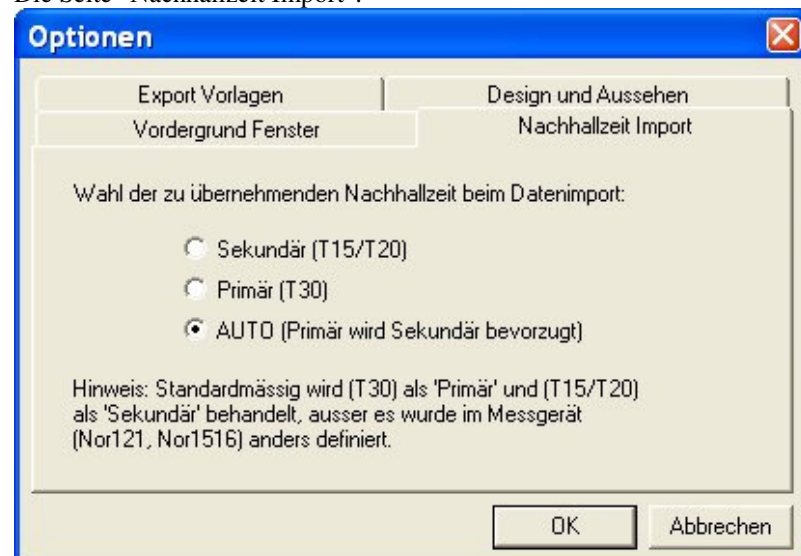 Die Seite "Nachhallzeit Import":
Optionen
Export Vorlagen
Design und Aussehen
Vordergrund Fenster
Nachhallzeit Import
Wahl der zu übernehmenden Nachhallzeit beim Datenimport:
Sekundär (T15/T20)
Primär (T30)
AUTO (Primär wird Sekundär bevorzugt)
Hinweis: Standardmässig wird (T30) als 'Primär' und (T15/T20)
als 'Sekundär' behandelt, ausser es wurde im Messgerät
(Nor121, Nor1516) anders definiert.
OK
Abbrechen